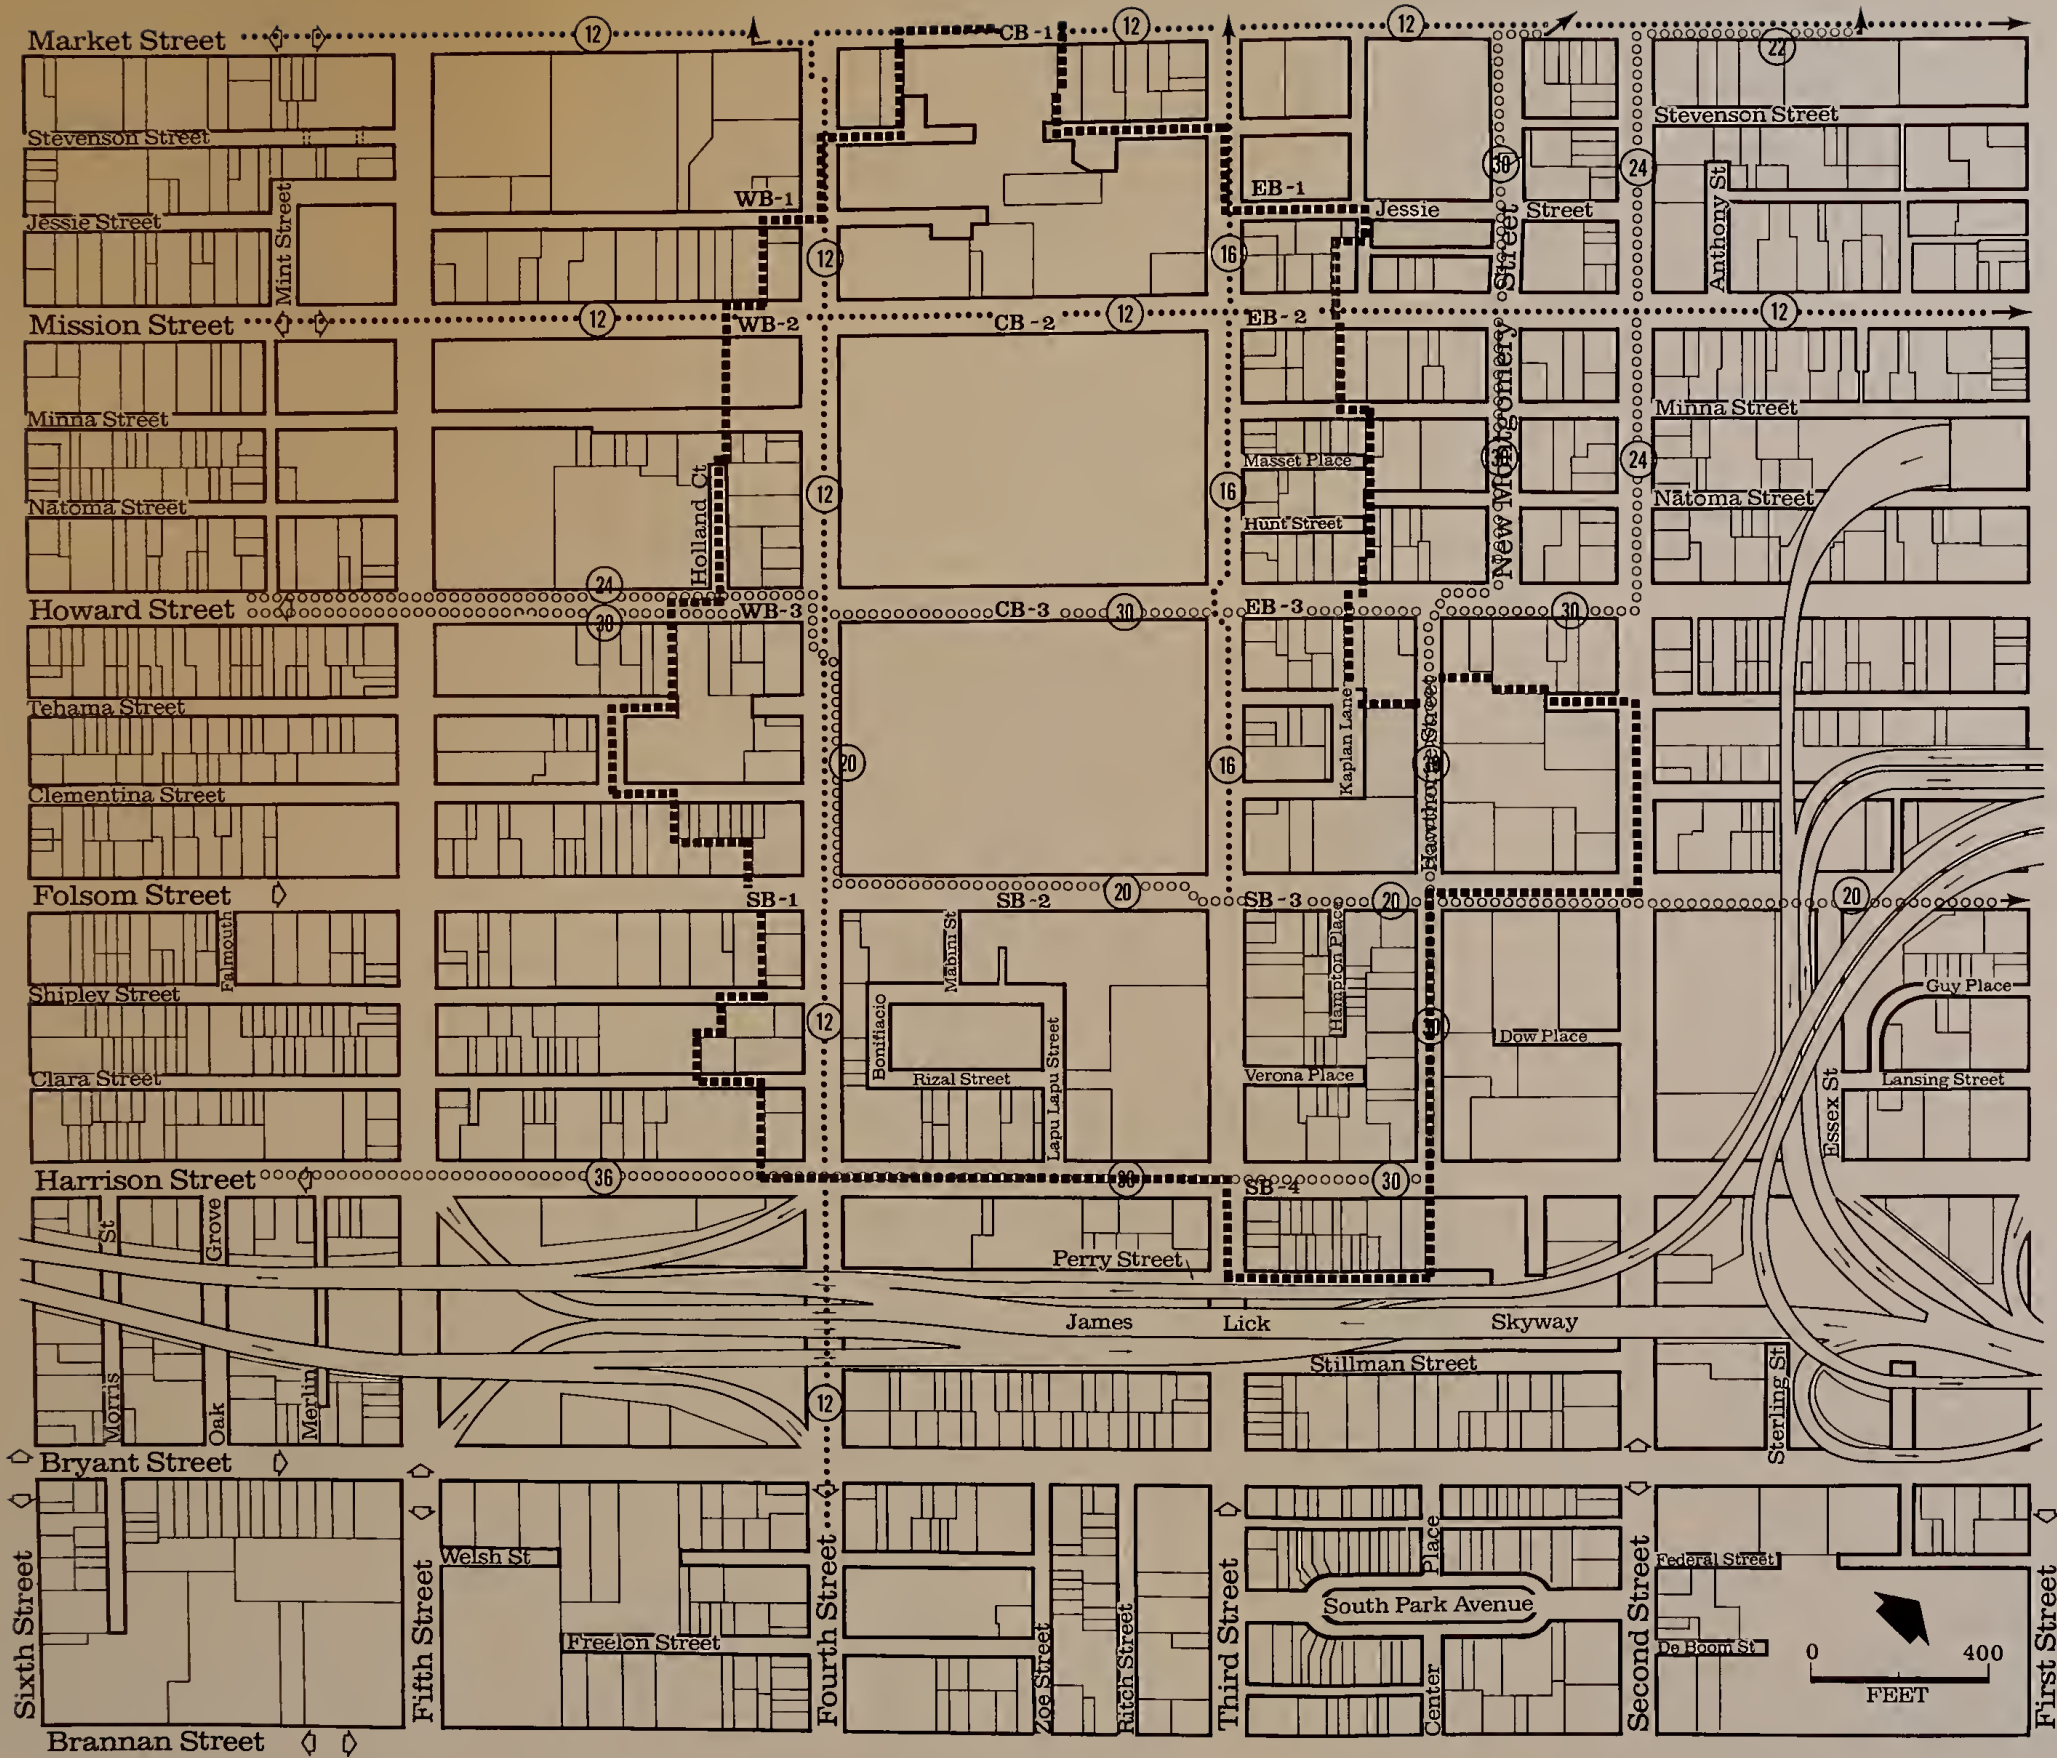 Market Street
12
CB-1
12
12
22
Stevenson Street
Stevenson Street
30
24
Mint Street
Anthony St
WB-1
EB-1
Jessie Street
Jessie Street
12
16
Mission Street
12
WB-2
CB-2
12
EB-2
12
New Montgomery Street
Minna Street
Minna Street
Masset Place
24
Holland Ct
12
16
Natoma Street
Natoma Street
Hunt Street
24
Howard Street
30
WB-3
CB-3
30
EB-3
30
Tehama Street
Kaplan Lane
Hawthorne Street
20
16
Clementina Street
Folsom Street
SB-1
SB-2
20
SB-3
20
20
Falmouth
Mabini St
Hampton Place
Shipley Street
Guy Place
Bonifiacio
12
Lapu Lapu Street
Dow Place
Clara Street
Rizal Street
Verona Place
Essex St
Lansing Street
Harrison Street
36
30
SB-4
Morris St
Oak Grove
Merlin
Perry Street
James Lick Skyway
Stillman Street
12
Sterling St
Bryant Street
Sixth Street
Fifth Street
Fourth Street
Third Street
Second Street
First Street
Welsh St
Center Place
Federal Street
South Park Avenue
Freelon Street
Zoe Street
Ritch Street
De Boom St
0 400
FEET
Brannan Street